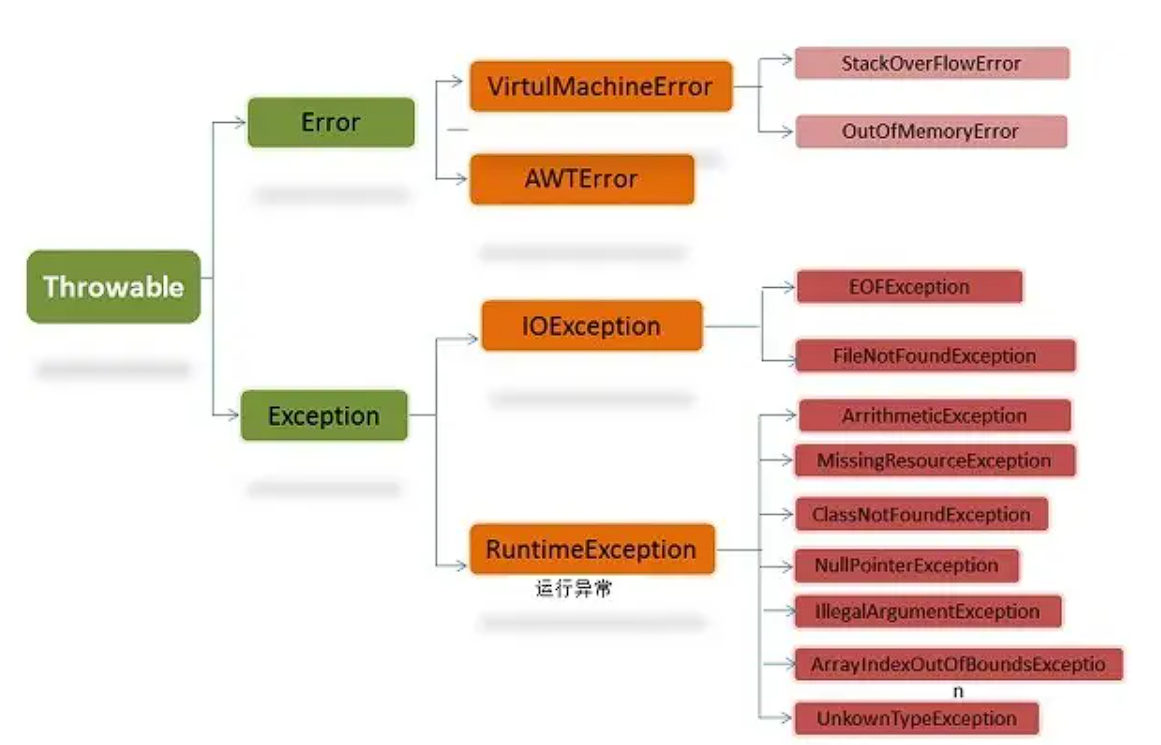 Throwable
Error
VirtulMachineError
StackOverFlowError
OutOfMemoryError
AWTError
Exception
IOException
EOFException
FileNotFoundException
RuntimeException
运行异常
ArrithmeticException
MissingResourceException
ClassNotFoundException
NullPointerException
IllegalArgumentException
ArrayIndexOutOfBoundsExceptio
n
UnkownTypeException